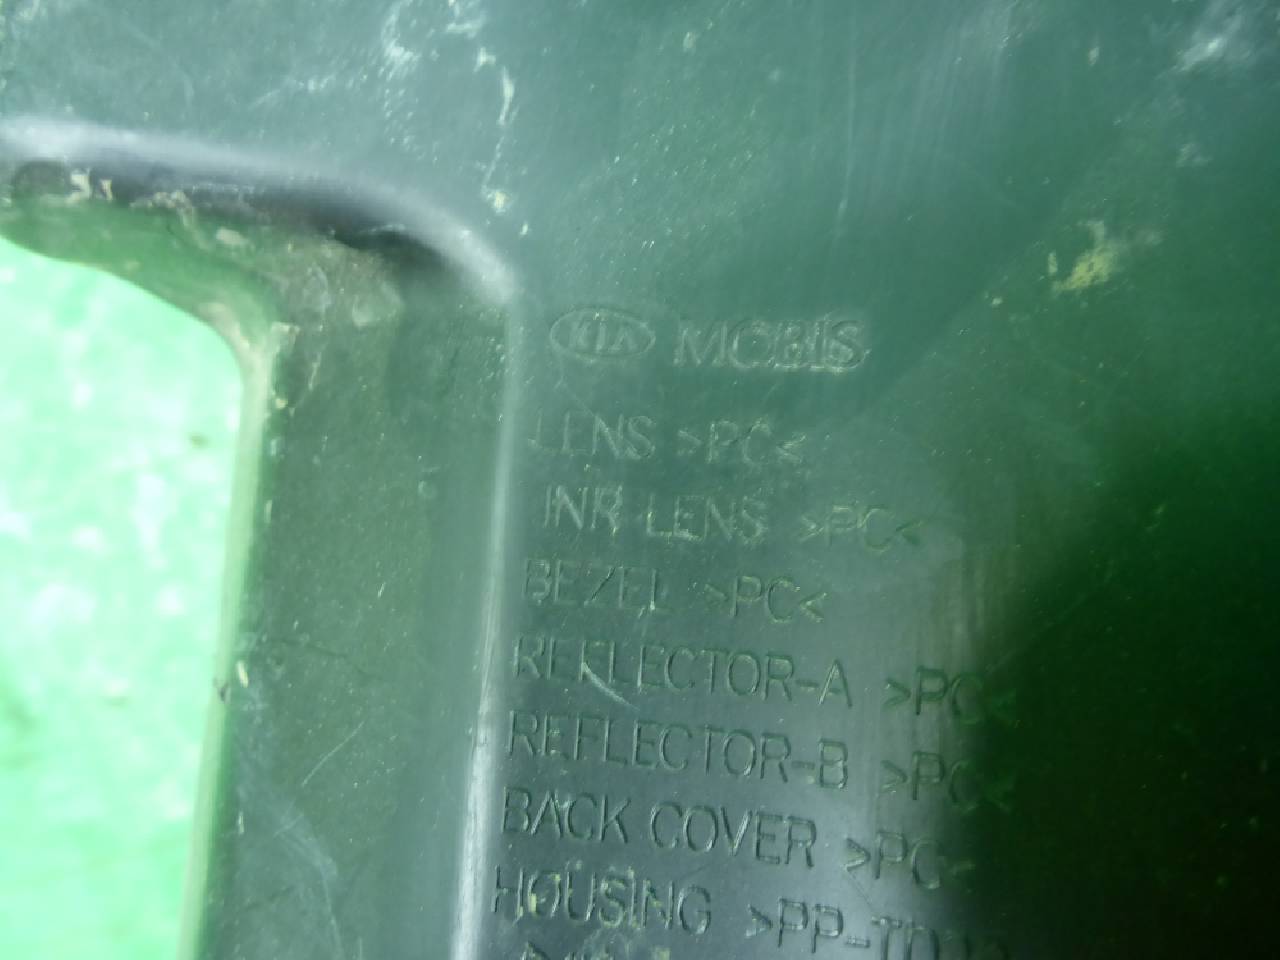 KIA MOBIS
LENS >PC<
INR LENS >PC<
BEZEL >PC<
REFLECTOR-A >PC<
REFLECTOR-B >PC<
BACK COVER >PC<
HOUSING